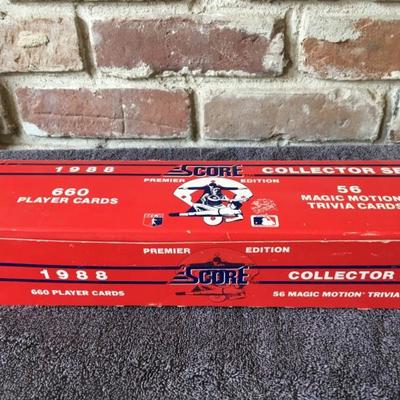 1988 SCORE COLLECTOR SE
PREMIER EDITION
660 56
PLAYER CARDS MAGIC MOTION
TRIVIA CARDS
PREMIER EDITION
1988 SCORE COLLECTOR
660 PLAYER CARDS 56 MAGIC MOTION® TRIVIA